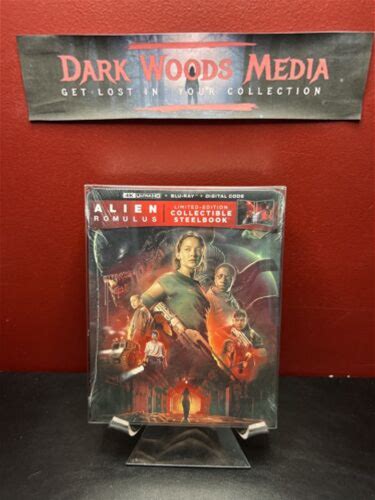 DARK WOODS MEDIA
GET LOST IN YOUR COLLECTION
4K ULTRA HD + BLU-RAY + DIGITAL CODE
ALIEN
ROMULUS
LIMITED-EDITION
COLLECTIBLE
STEELBOOK